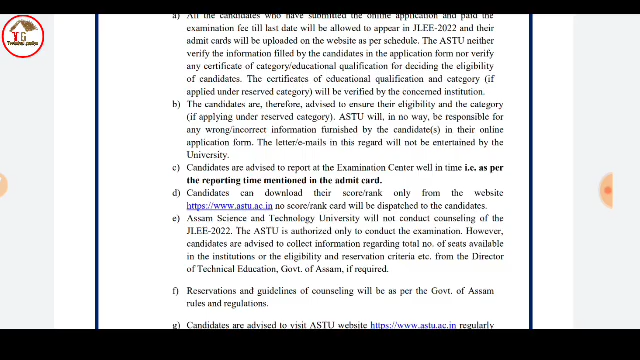 a) All the candidates who have submitted the online application and paid the
examination fee till last date will be allowed to appear in JLEE-2022 and their
admit cards will be uploaded on the website as per schedule. The ASTU neither
verify the information filled by the candidates in the application form nor verify
any certificate of category/educational qualification for deciding the eligibility
of candidates. The certificates of educational qualification and category (if
applied under reserved category) will be verified by the concerned institution.
b) The candidates are, therefore, advised to ensure their eligibility and the category
(if applying under reserved category). ASTU will, in no way, be responsible for
any wrong/incorrect information furnished by the candidate(s) in their online
application form. The letter/e-mails in this regard will not be entertained by the
University.
c) Candidates are advised to report at the Examination Center well in time i.e. as per
the reporting time mentioned in the admit card.
d) Candidates can download their score/rank only from the website
https://www.astu.ac.in no score/rank card will be dispatched to the candidates.
e) Assam Science and Technology University will not conduct counseling of the
JLEE-2022. The ASTU is authorized only to conduct the examination. However,
candidates are advised to collect information regarding total no. of seats available
in the institutions or the eligibility and reservation criteria etc. from the Director
of Technical Education, Govt. of Assam, if required.
f) Reservations and guidelines of counseling will be as per the Govt. of Assam
rules and regulations.
g) Candidates are advised to visit ASTU website https://www.astu.ac.in regularly